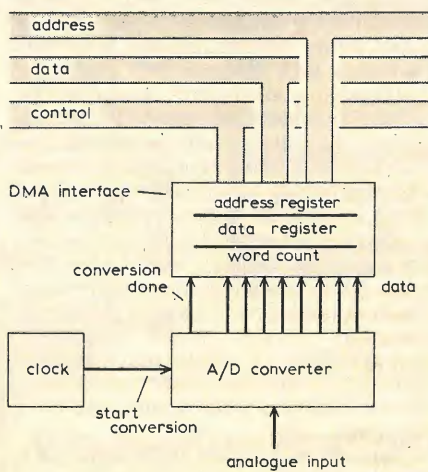 address
data
control
DMA interface
address register
data register
word count
conversion
done
data
clock
A/D converter
start
conversion
analogue input